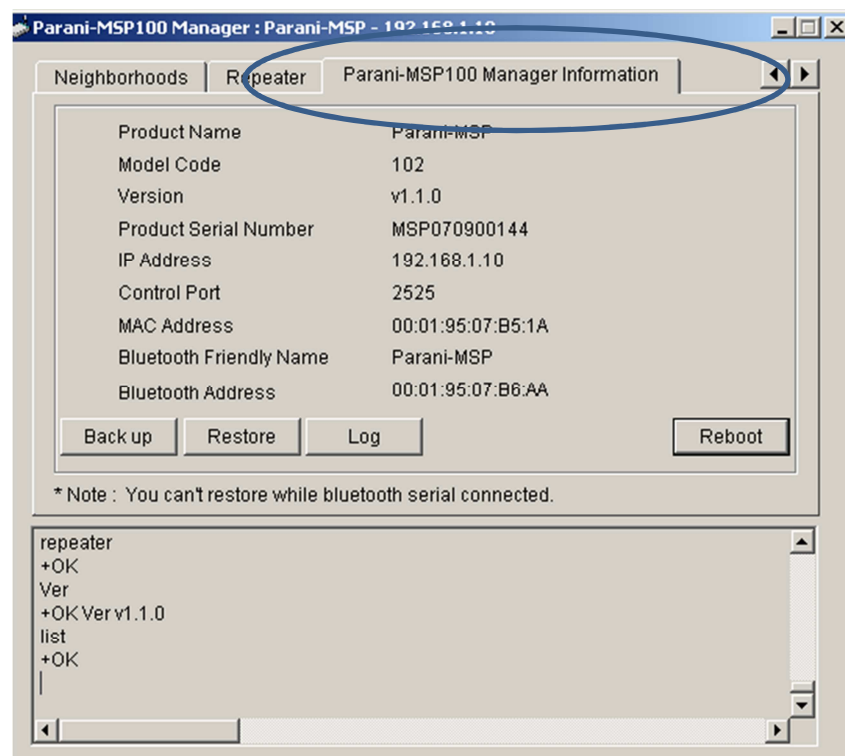 Parani-MSP100 Manager : Parani-MSP - 192.168.1.10
Neighborhoods Repeater Parani-MSP100 Manager Information
Product Name Parani-MSP
Model Code 102
Version v1.1.0
Product Serial Number MSP070900144
IP Address 192.168.1.10
Control Port 2525
MAC Address 00:01:95:07:B5:1A
Bluetooth Friendly Name Parani-MSP
Bluetooth Address 00:01:95:07:B6:AA
Back up Restore Log Reboot
* Note : You can't restore while bluetooth serial connected.
repeater
+OK
Ver
+OK Ver v1.1.0
list
+OK